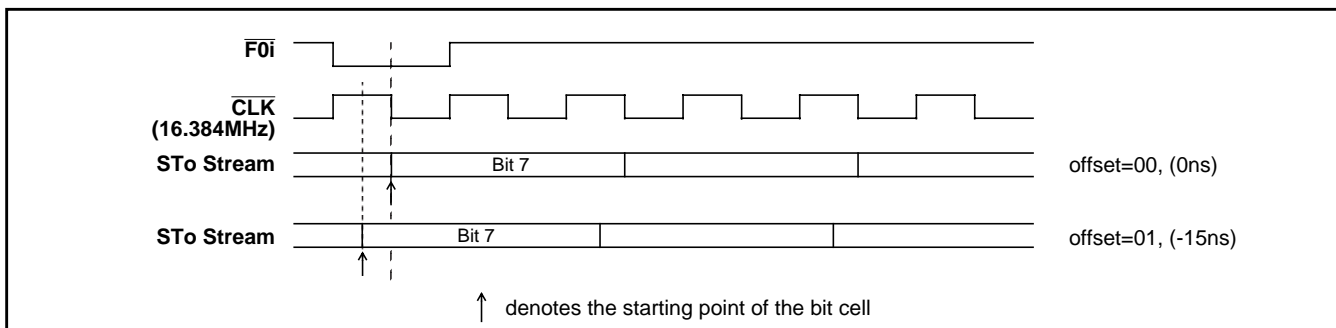 F0i
CLK
(16.384MHz)
STo Stream Bit 7 offset=00, (0ns)
STo Stream Bit 7 offset=01, (-15ns)
↑ denotes the starting point of the bit cell